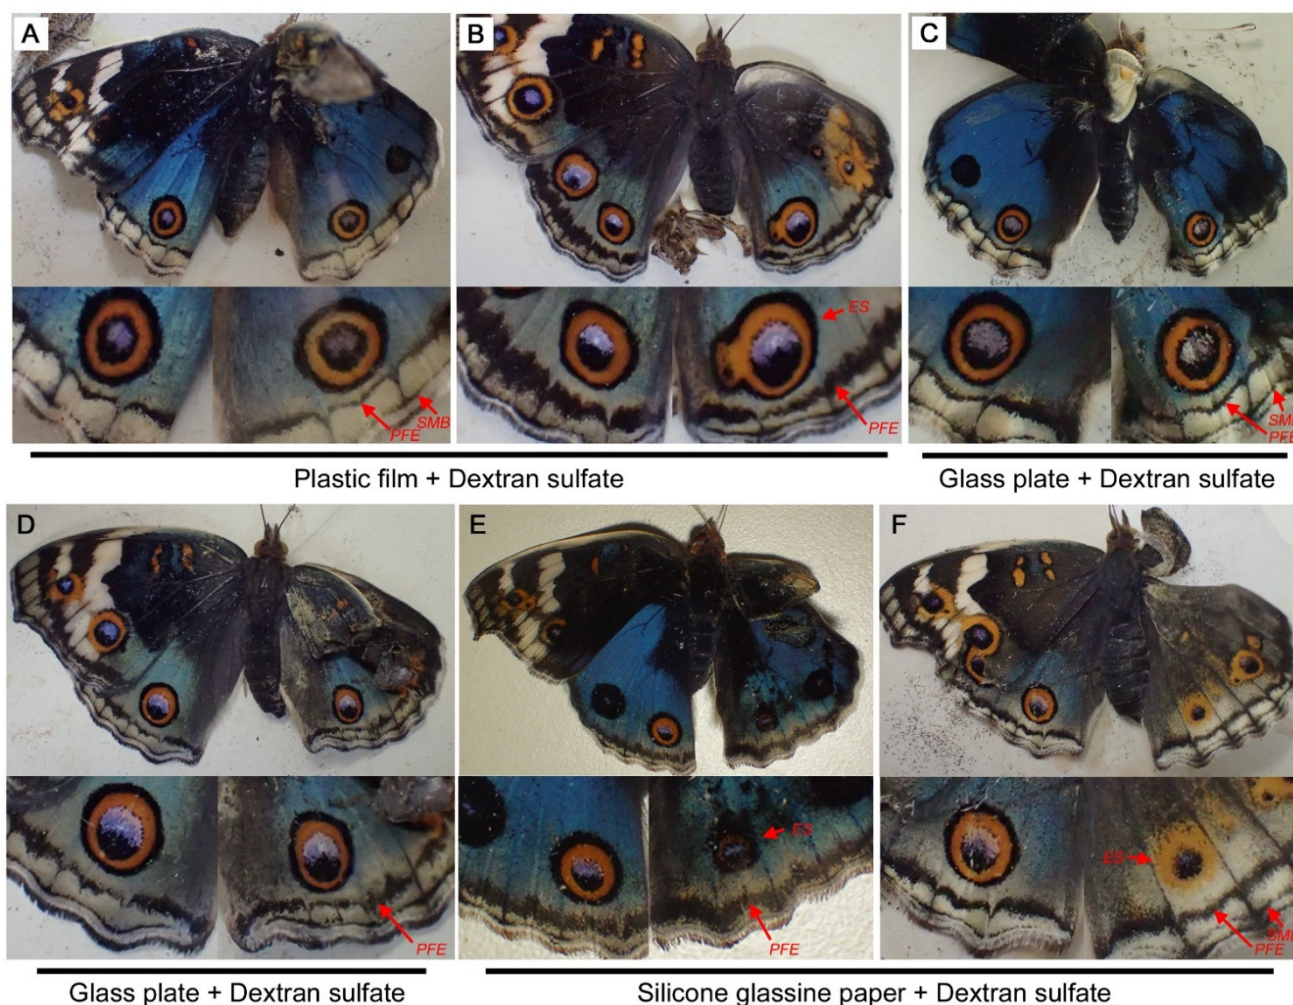 A
B
C
ES
SMB
PFE
PFE
SMB
PFE
Plastic film + Dextran sulfate
Glass plate + Dextran sulfate
D
E
F
ES
ES
PFE
PFE
SMB
PFE
Glass plate + Dextran sulfate
Silicone glassine paper + Dextran sulfate